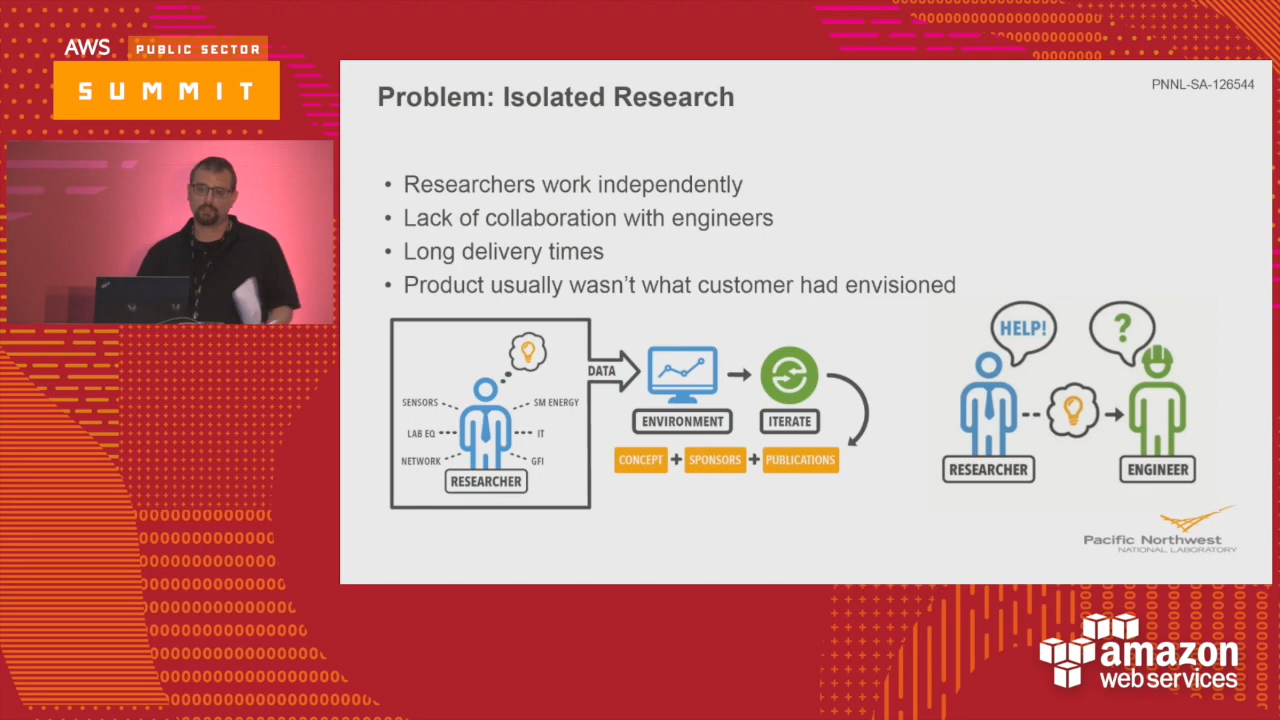 AWS PUBLIC SECTOR
SUMMIT
PNNL-SA-126544
Problem: Isolated Research
• Researchers work independently
• Lack of collaboration with engineers
• Long delivery times
• Product usually wasn't what customer had envisioned
SENSORS
SM ENERGY
LAB EQ
IT
NETWORK
GFI
RESEARCHER
DATA
ENVIRONMENT
ITERATE
CONCEPT + SPONSORS + PUBLICATIONS
HELP!
?
RESEARCHER
ENGINEER
Pacific Northwest
NATIONAL LABORATORY
amazon
web services